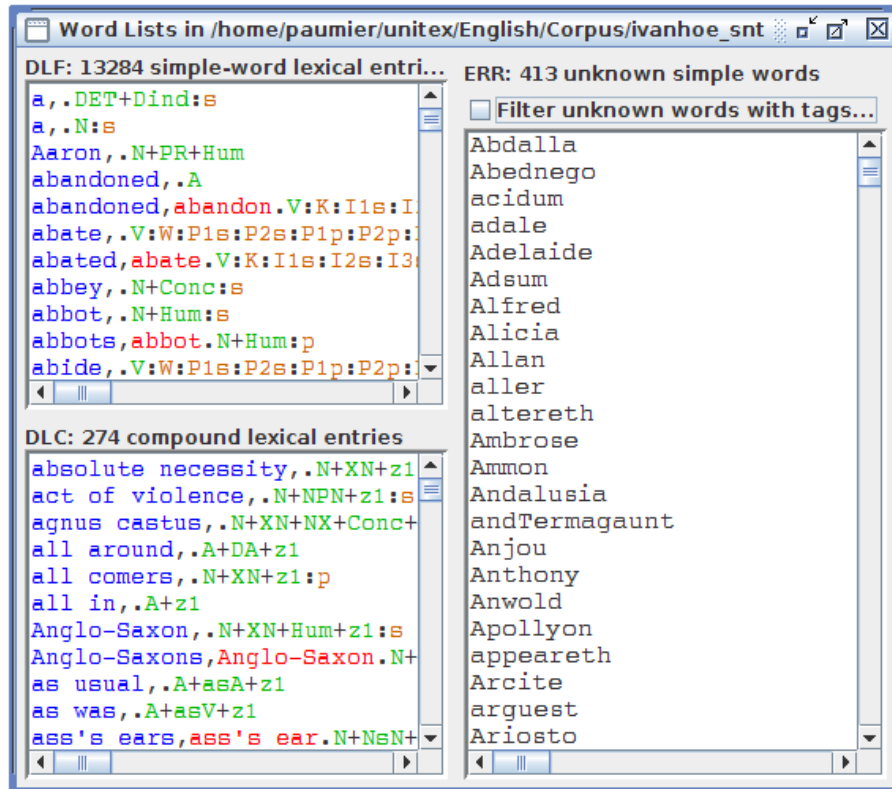 Word Lists in /home/paumier/unitex/English/Corpus/ivanhoe_snt
DLF: 13284 simple-word lexical entri...
a,.DET+Dind:s
a,.N:s
Aaron,.N+PR+Hum
abandoned,.A
abandoned,abandon.V:K:I1s:I
abate,.V:W:P1s:P2s:P1p:P2p:
abated,abate.V:K:I1s:I2s:I3s
abbey,.N+Conc:s
abbot,.N+Hum:s
abbots,abbot.N+Hum:p
abide,.V:W:P1s:P2s:P1p:P2p:
DLC: 274 compound lexical entries
absolute necessity,.N+XN+z1
act of violence,.N+NPN+z1:s
agnus castus,.N+XN+NX+Conc+
all around,.A+DA+z1
all comers,.N+XN+z1:p
all in,.A+z1
Anglo-Saxon,.N+XN+Hum+z1:s
Anglo-Saxons,Anglo-Saxon.N+
as usual,.A+asA+z1
as was,.A+asV+z1
ass's ears,ass's ear.N+NsN+
ERR: 413 unknown simple words
Filter unknown words with tags...
Abdalla
Abednego
acidum
adale
Adelaide
Adsum
Alfred
Alicia
Allan
aller
altereth
Ambrose
Ammon
Andalusia
andTermagaunt
Anjou
Anthony
Anwold
Apollyon
appeareth
Arcite
arguest
Ariosto